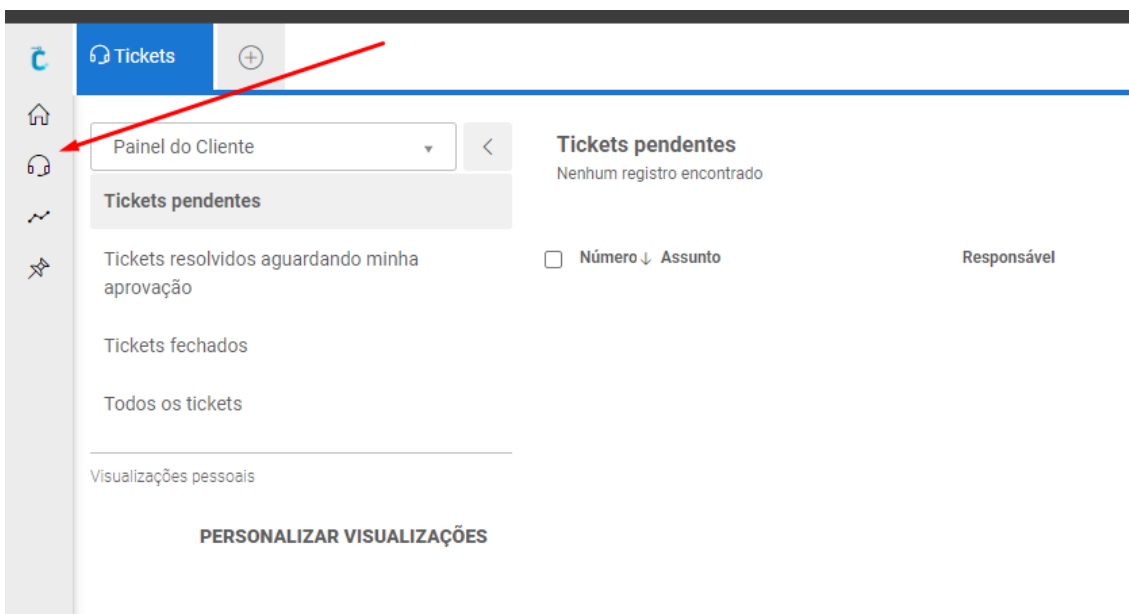 Tickets
Painel do Cliente
Tickets pendentes
Tickets resolvidos aguardando minha
aprovação
Tickets fechados
Todos os tickets
Visualizações pessoais
PERSONALIZAR VISUALIZAÇÕES
Tickets pendentes
Nenhum registro encontrado
Número↓ Assunto Responsável